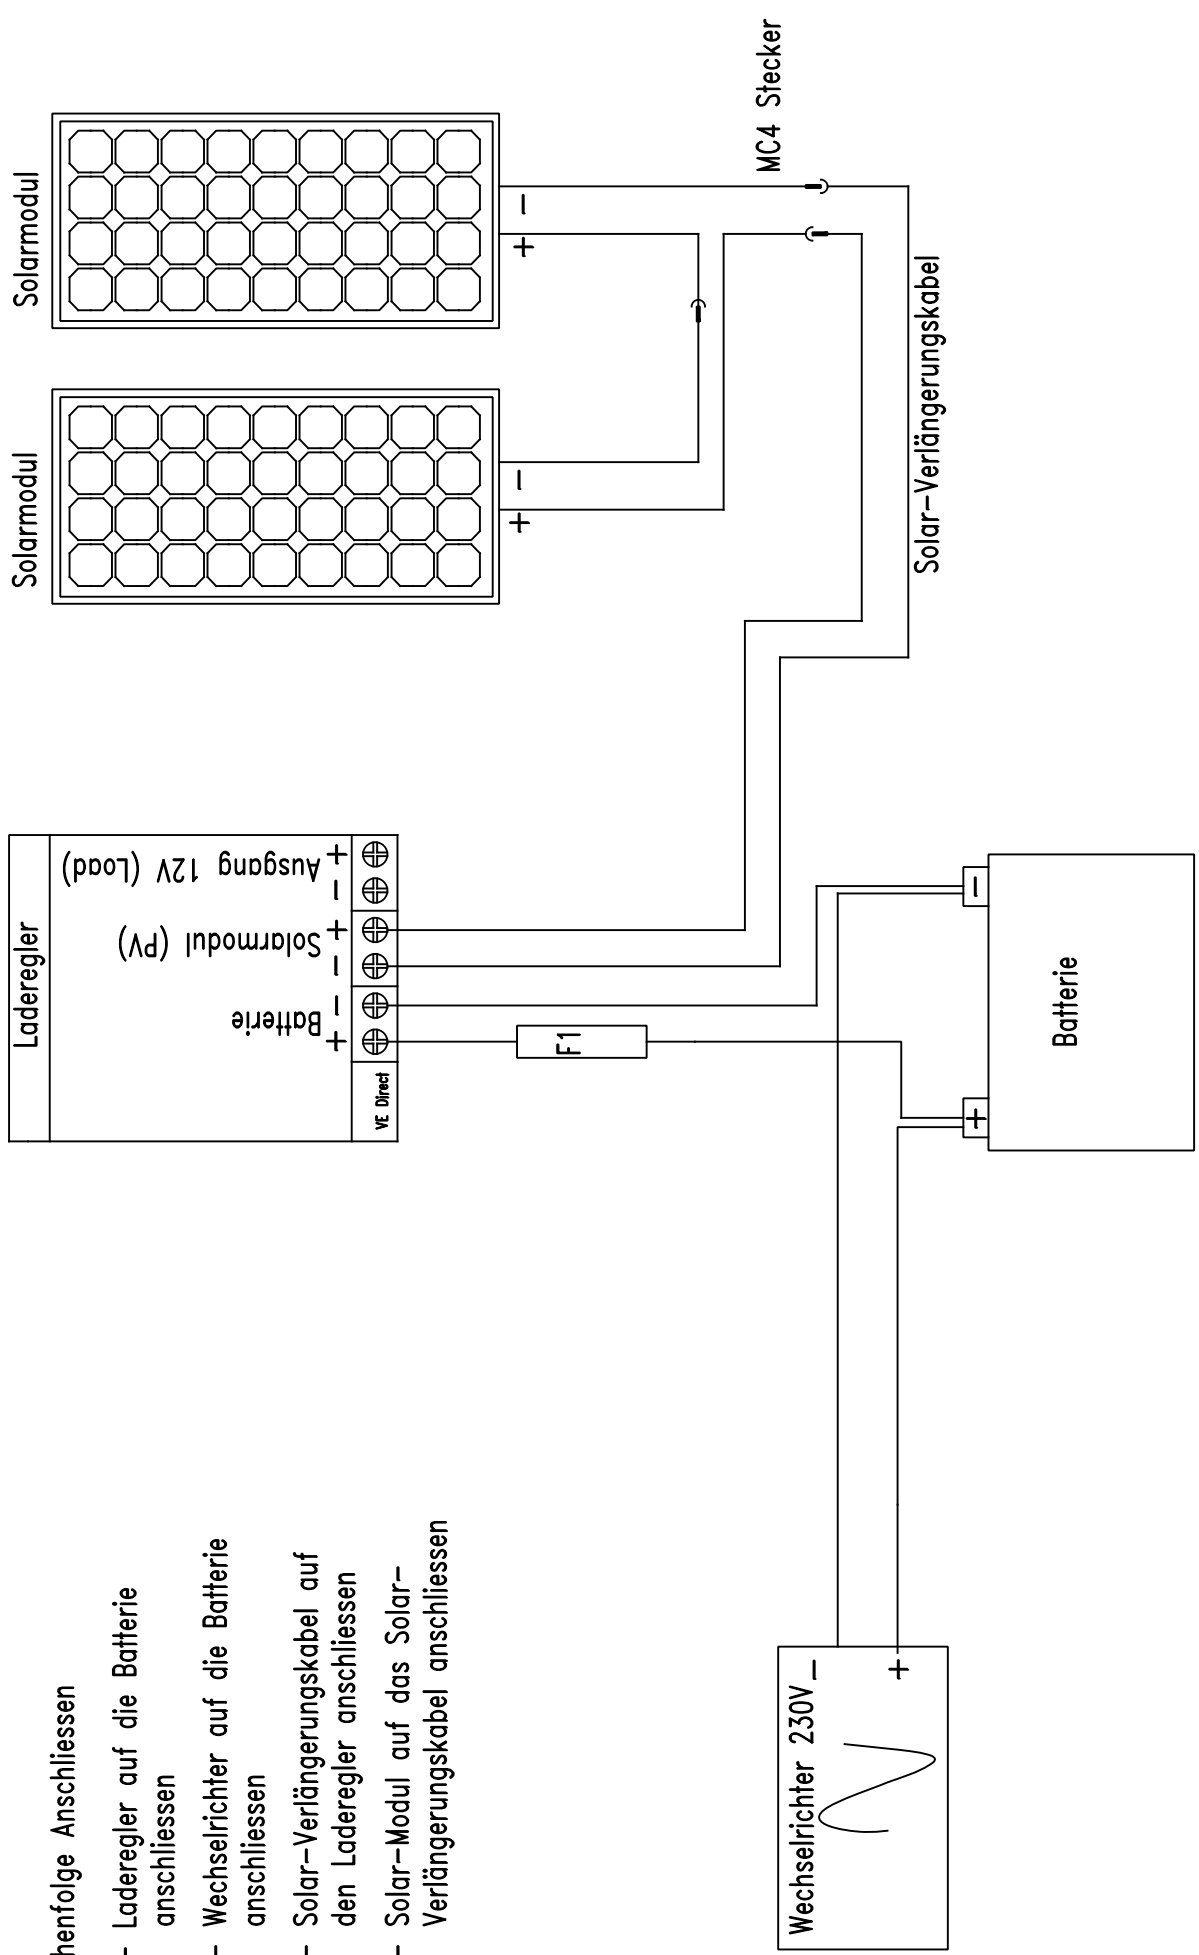 Solarmodul
Solarmodul
MC4 Stecker
-
+
-
+
Solar-Verlängerungskabel
Laderegler
Ausgang 12V (Load)
+
-
Solarmodul (PV)
+
-
Batterie
-
+
VE Direct
F1
-
+
Batterie
Wechselrichter 230V
-
+
henfolge Anschliessen
- Laderegler auf die Batterie
anschliessen
- Wechselrichter auf die Batterie
anschliessen
- Solar-Verlängerungskabel auf
den Laderegler anschliessen
- Solar-Modul auf das Solar-
Verlängerungskabel anschliessen